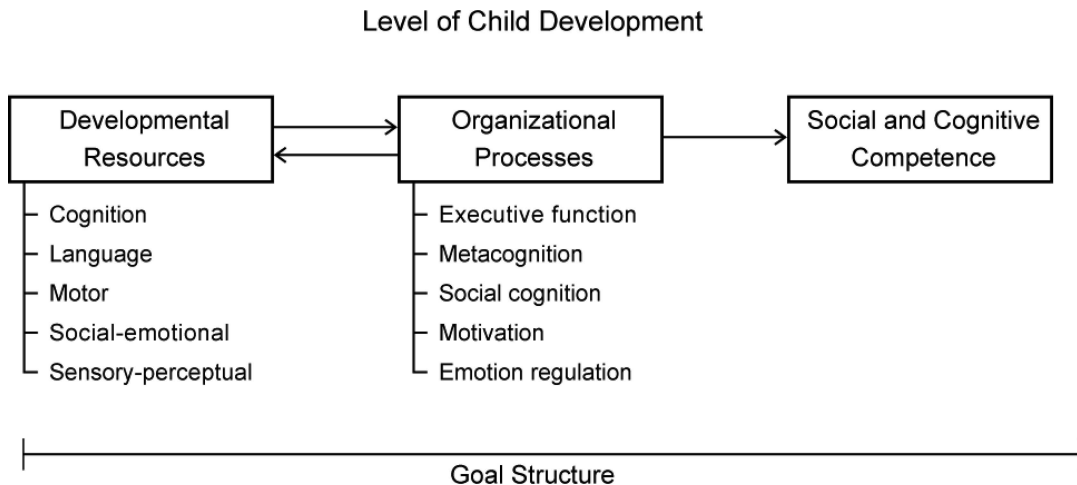 Level of Child Development
Developmental
Resources
Cognition
Language
Motor
Social-emotional
Sensory-perceptual
Organizational
Processes
Executive function
Metacognition
Social cognition
Motivation
Emotion regulation
Social and Cognitive
Competence
Goal Structure